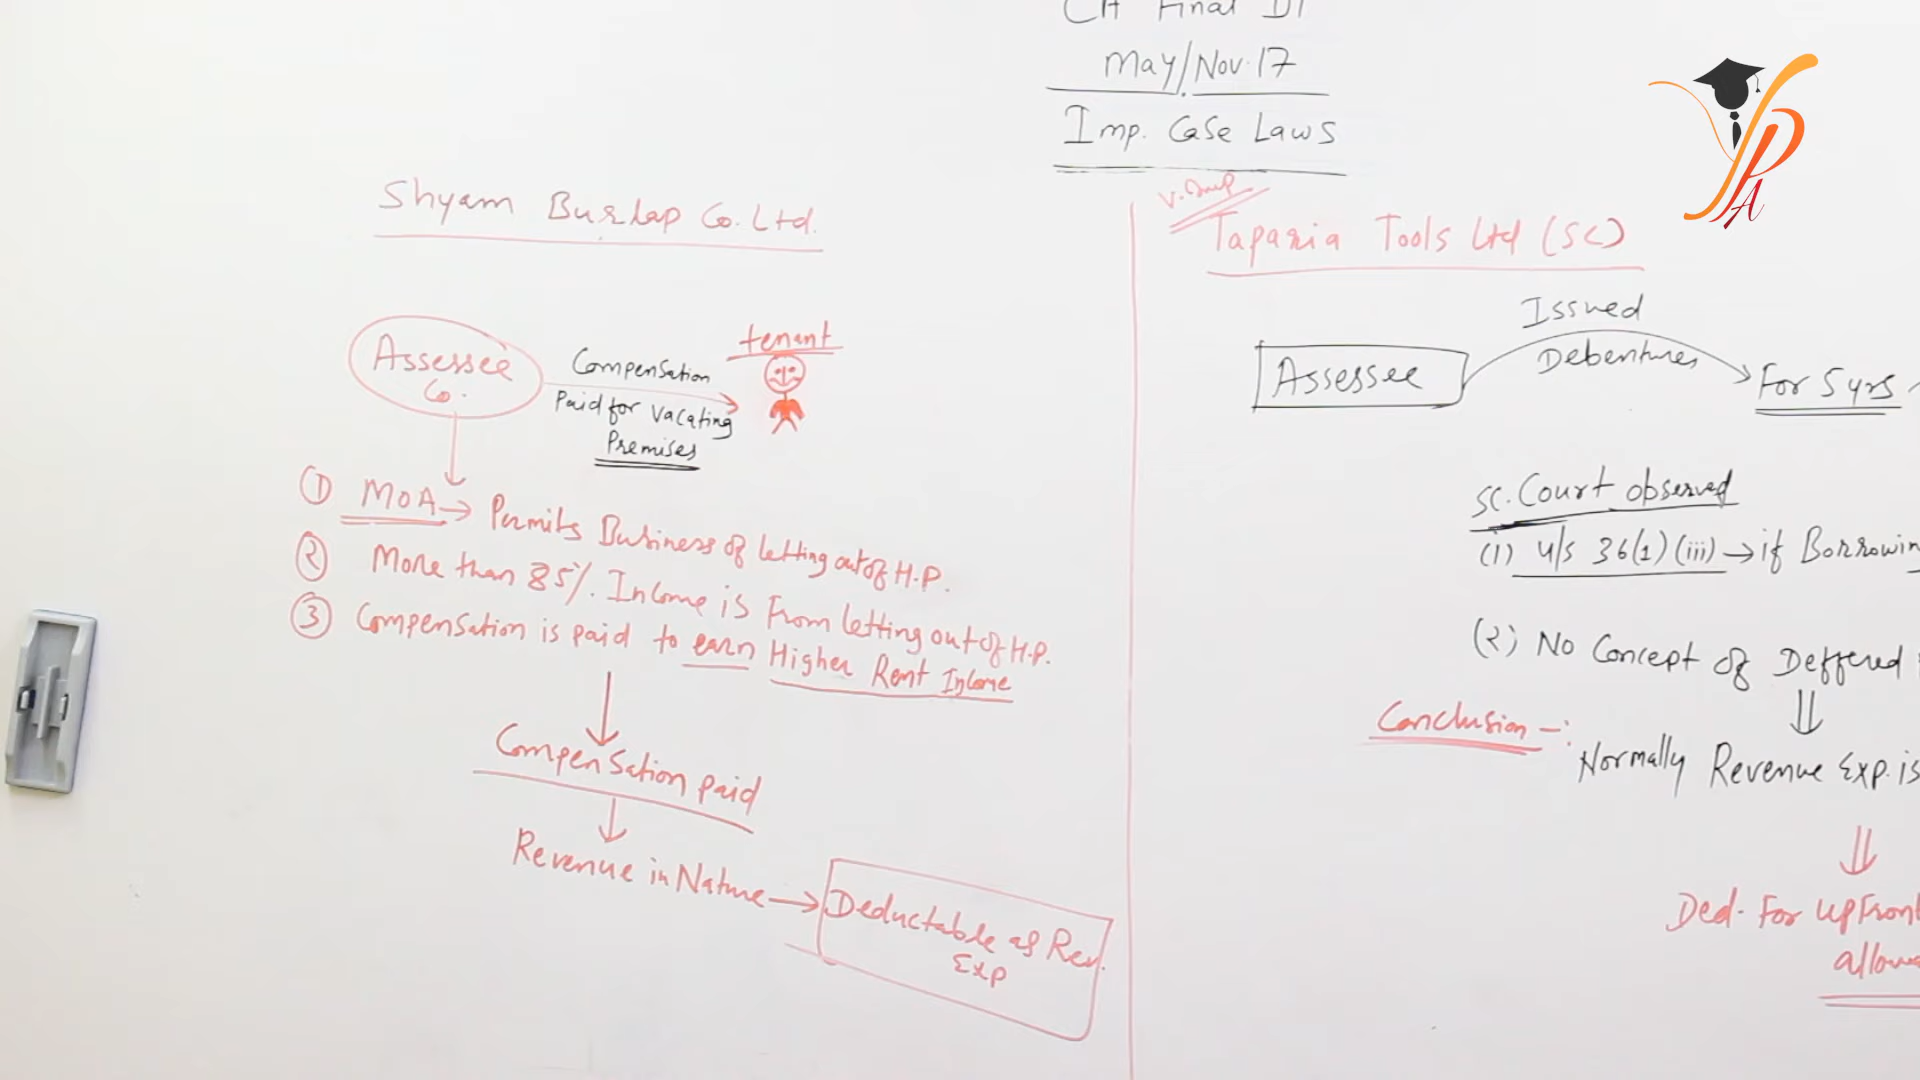 CA Final DT
May/Nov.17
Imp. Case Laws
Shyam Burlap Co. Ltd.
Assessee
Co.
Compensation
Paid for Vacating
Premises
tenant
① MOA → Permits Business of letting out of H.P.
② More than 85% Income is From letting out of H.P.
③ Compensation is paid to earn Higher Rent Income
Compensation paid
Revenue in Nature → Deductable as Rev.
Exp
V. Imp
Taparia Tools Ltd (SC)
Assessee
Issued
Debentures
For 5 yrs
SC. Court observed
(1) u/s 36(1)(iii) → if Borrowin
(2) No Concept of Deffered
Conclusion -:
Normally Revenue Exp. is
Ded. For upFront
allow
VPA